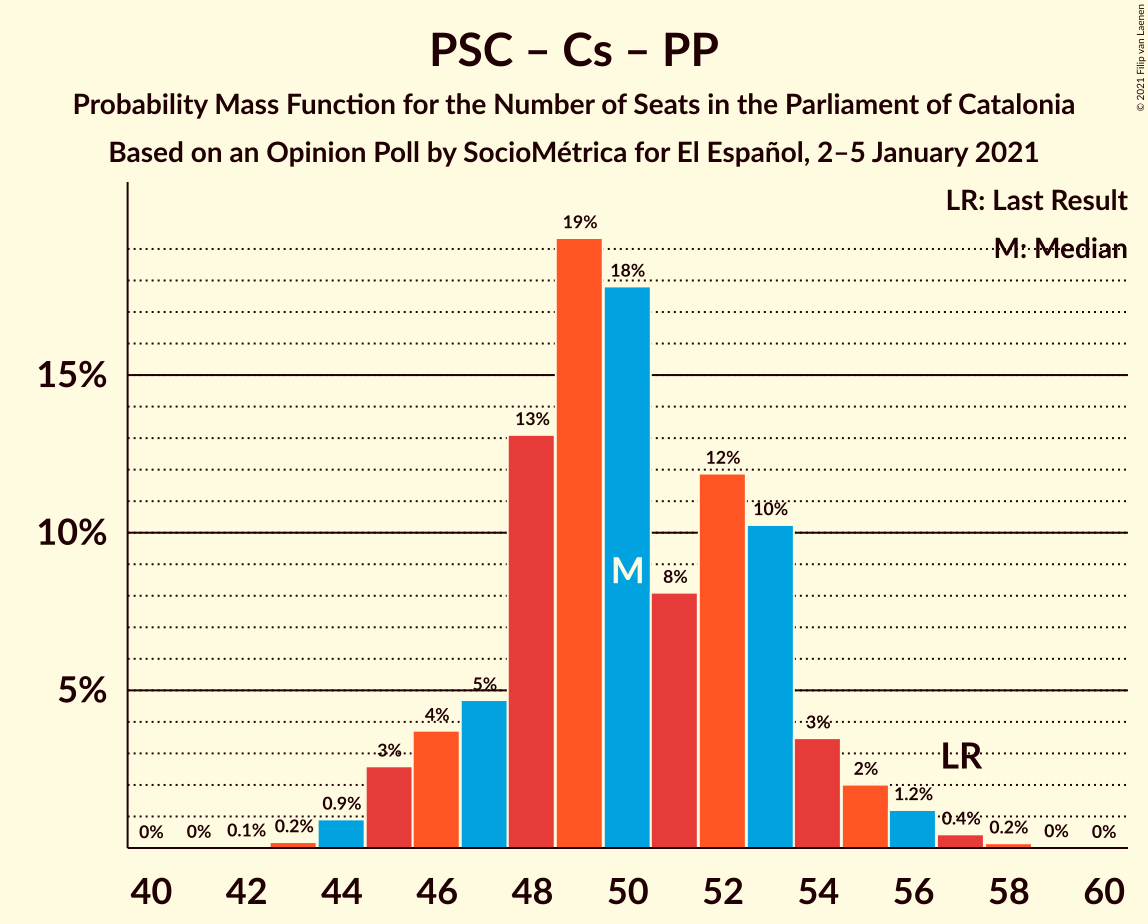 PSC – Cs – PP
Probability Mass Function for the Number of Seats in the Parliament of Catalonia
Based on an Opinion Poll by SocioMétrica for El Español, 2–5 January 2021
© 2021 Filip van Laenen
LR: Last Result
M: Median
15%
10%
5%
0% 0% 0.1% 0.2% 0.9% 3% 4% 5% 13% 19% 18% 8% 12% 10% 3% 2% 1.2% 0.4% 0.2% 0% 0%
M
LR
40 42 44 46 48 50 52 54 56 58 60